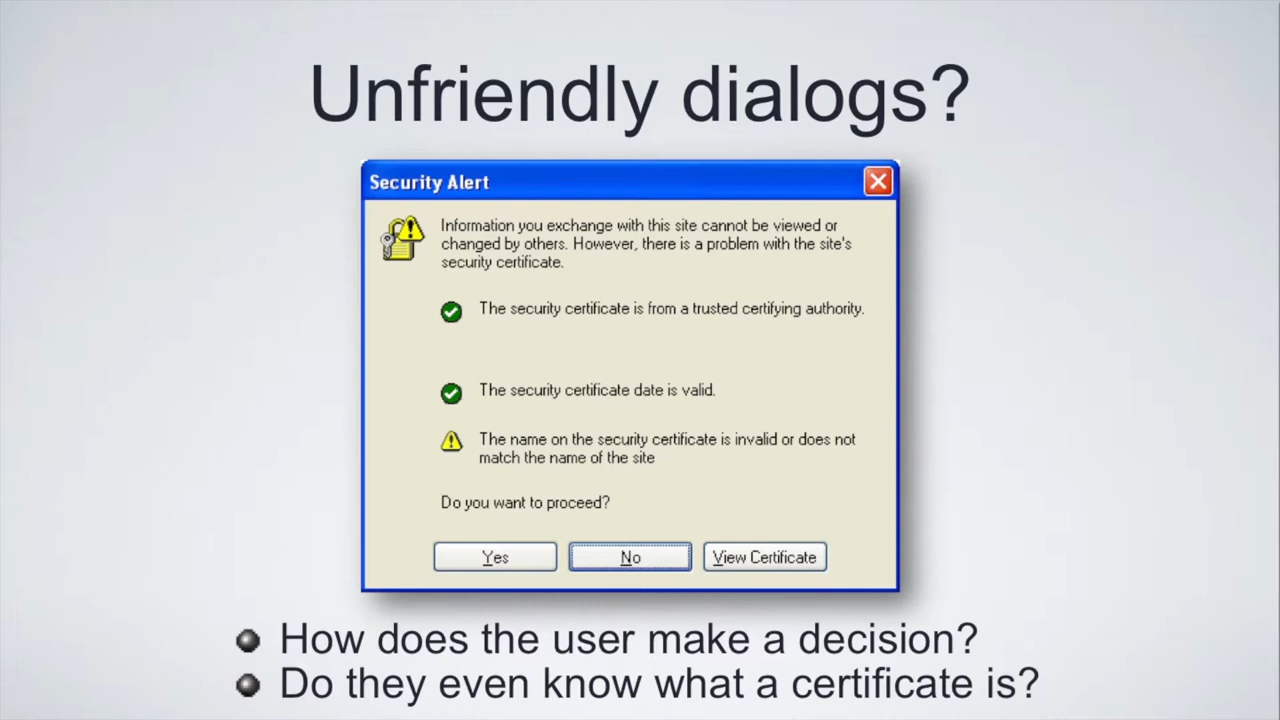 Unfriendly dialogs?
Security Alert
Information you exchange with this site cannot be viewed or
changed by others. However, there is a problem with the site's
security certificate.
The security certificate is from a trusted certifying authority.
The security certificate date is valid.
The name on the security certificate is invalid or does not
match the name of the site
Do you want to proceed?
Yes No View Certificate
How does the user make a decision?
Do they even know what a certificate is?